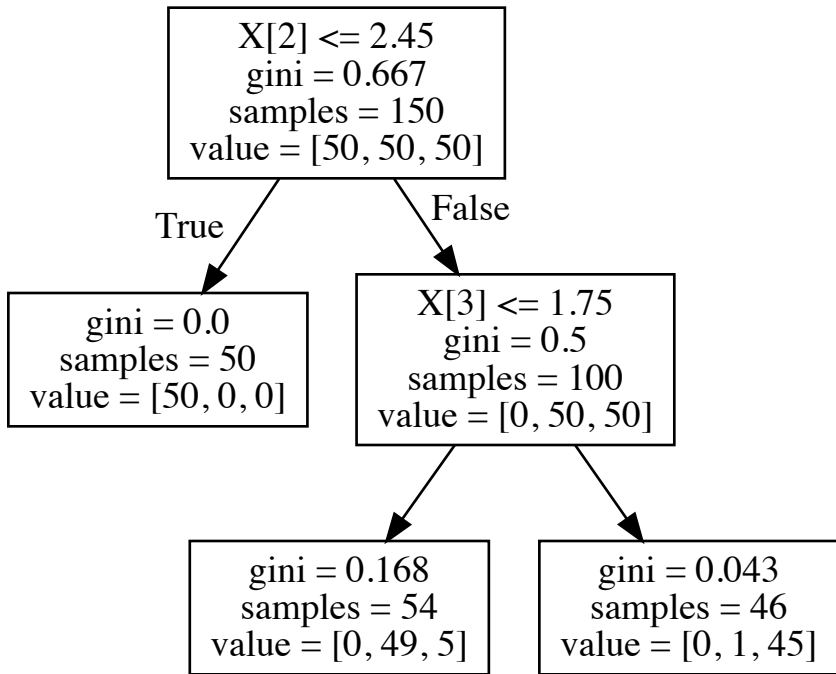 X[2] <= 2.45
gini = 0.667
samples = 150
value = [50, 50, 50]
True
False
gini = 0.0
samples = 50
value = [50, 0, 0]
X[3] <= 1.75
gini = 0.5
samples = 100
value = [0, 50, 50]
gini = 0.168
samples = 54
value = [0, 49, 5]
gini = 0.043
samples = 46
value = [0, 1, 45]